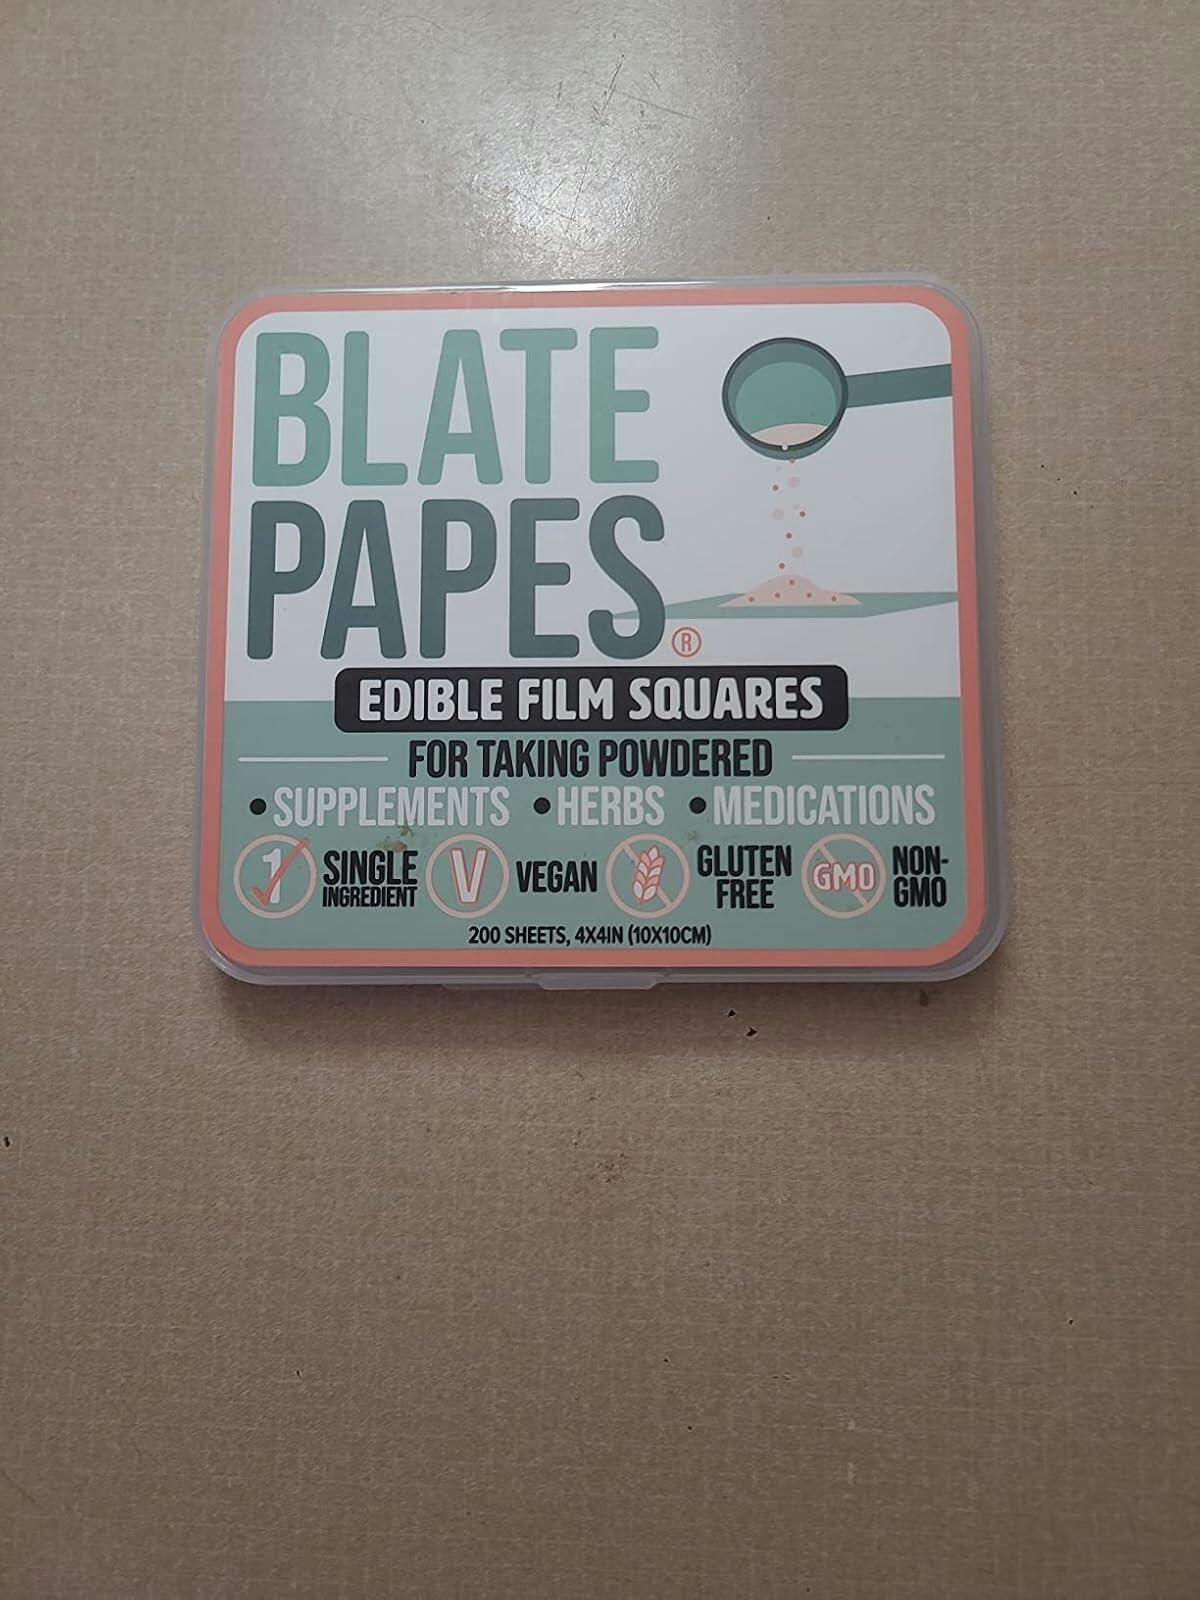 BLATE
PAPES®
EDIBLE FILM SQUARES
FOR TAKING POWDERED
• SUPPLEMENTS • HERBS • MEDICATIONS
1 SINGLE INGREDIENT V VEGAN GLUTEN FREE GMO NON-GMO
200 SHEETS, 4X4IN (10X10CM)